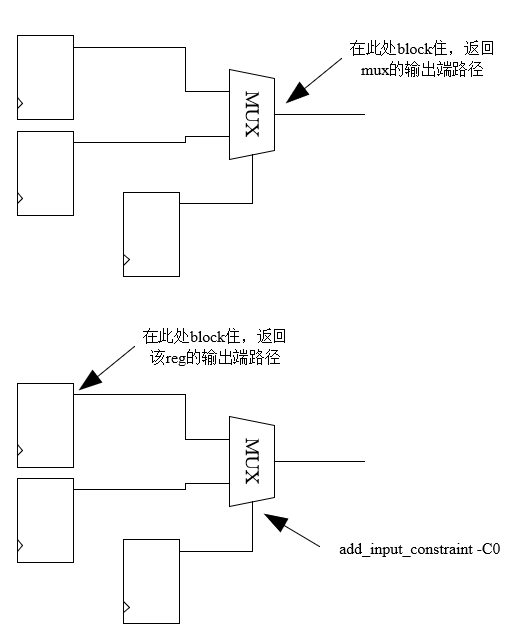 在此处block住，返回
mux的输出端路径
MUX
在此处block住，返回
该reg的输出端路径
MUX
add_input_constraint -C0